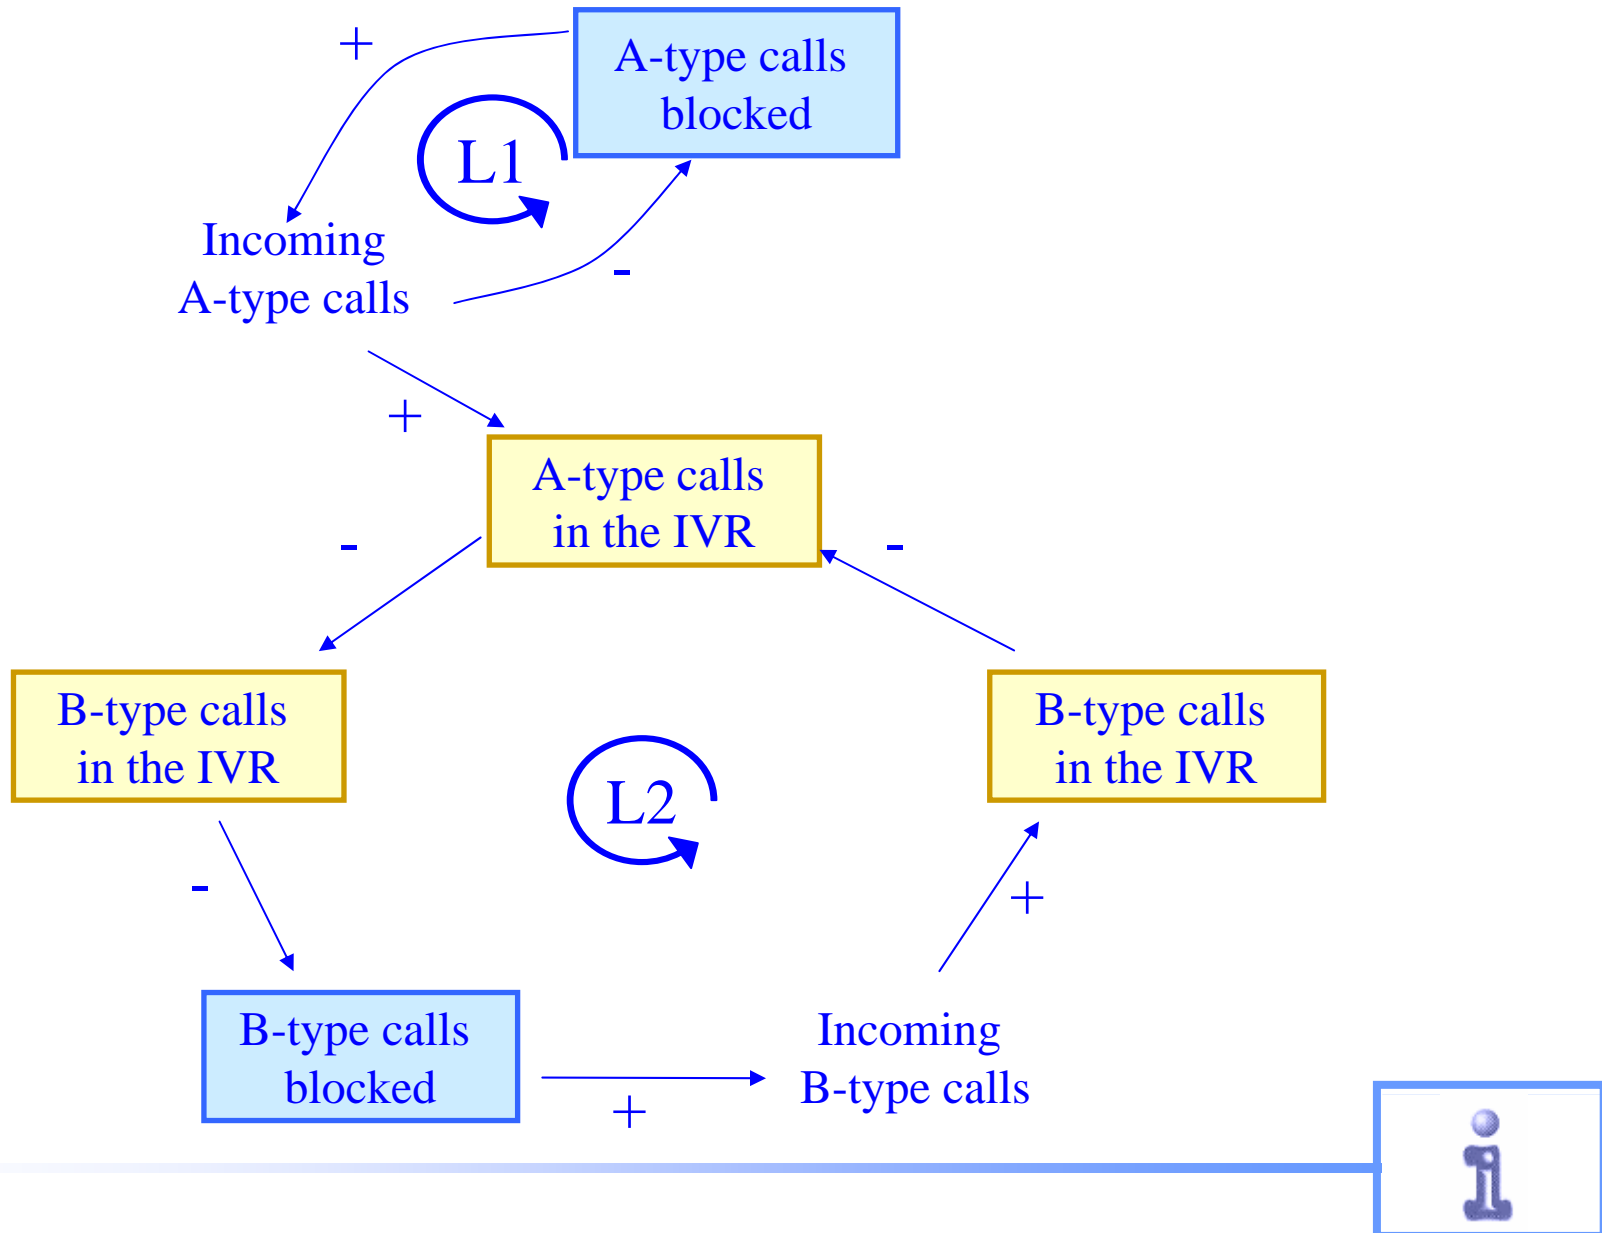 +
A-type calls
blocked
L1
Incoming
A-type calls
-
+
A-type calls
in the IVR
-
-
B-type calls
in the IVR
B-type calls
in the IVR
L2
-
+
B-type calls
blocked
Incoming
B-type calls
+
i